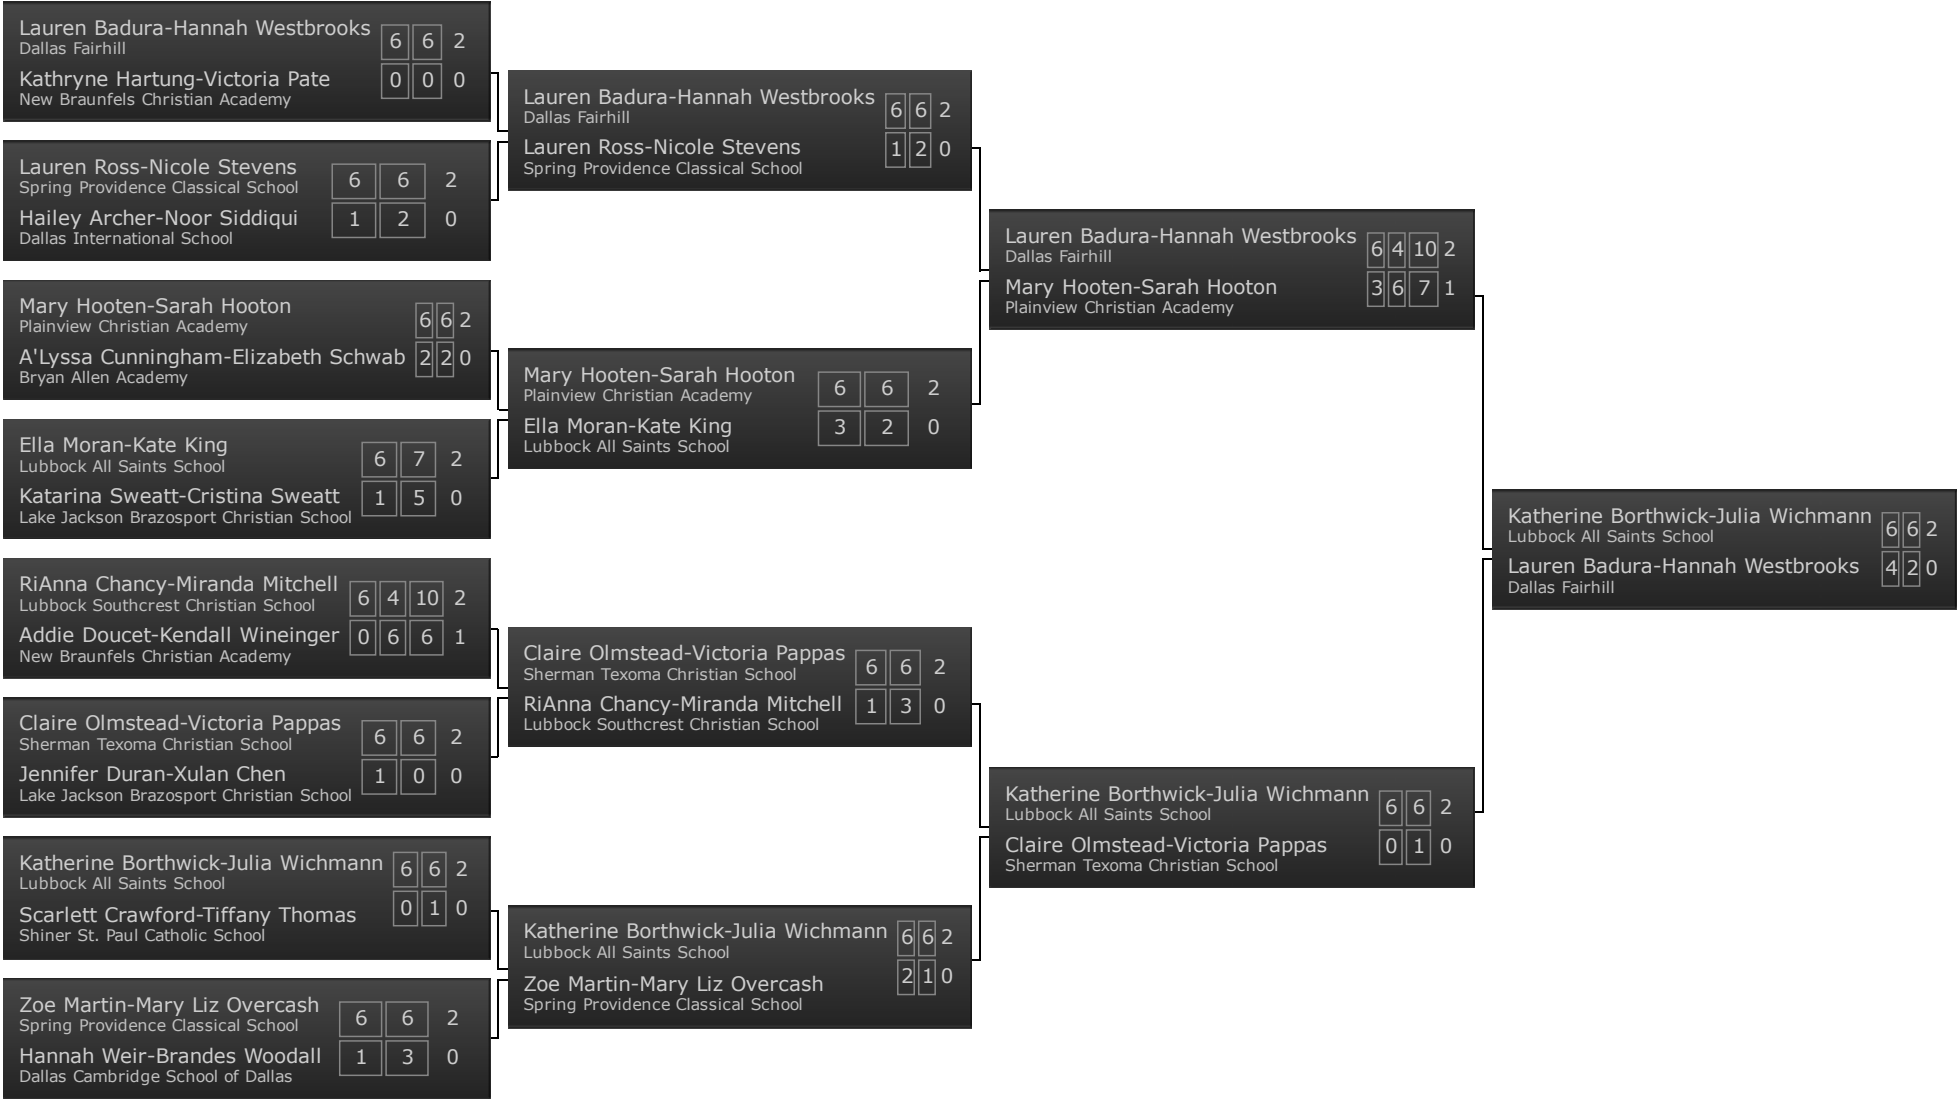 Lauren Badura-Hannah Westbrooks 6 6 2
Dallas Fairhill
Kathryne Hartung-Victoria Pate 0 0 0
New Braunfels Christian Academy
Lauren Ross-Nicole Stevens 6 6 2
Spring Providence Classical School
Hailey Archer-Noor Siddiqui 1 2 0
Dallas International School
Mary Hooten-Sarah Hooton 6 6 2
Plainview Christian Academy
A'Lyssa Cunningham-Elizabeth Schwab 2 2 0
Bryan Allen Academy
Ella Moran-Kate King 6 7 2
Lubbock All Saints School
Katarina Sweatt-Cristina Sweatt 1 5 0
Lake Jackson Brazosport Christian School
RiAnna Chancy-Miranda Mitchell 6 4 10 2
Lubbock Southcrest Christian School
Addie Doucet-Kendall Wineinger 0 6 6 1
New Braunfels Christian Academy
Claire Olmstead-Victoria Pappas 6 6 2
Sherman Texoma Christian School
Jennifer Duran-Xulan Chen 1 0 0
Lake Jackson Brazosport Christian School
Katherine Borthwick-Julia Wichmann 6 6 2
Lubbock All Saints School
Scarlett Crawford-Tiffany Thomas 0 1 0
Shiner St. Paul Catholic School
Zoe Martin-Mary Liz Overcash 6 6 2
Spring Providence Classical School
Hannah Weir-Brandes Woodall 1 3 0
Dallas Cambridge School of Dallas
Lauren Badura-Hannah Westbrooks 6 6 2
Dallas Fairhill
Lauren Ross-Nicole Stevens 1 2 0
Spring Providence Classical School
Mary Hooten-Sarah Hooton 6 6 2
Plainview Christian Academy
Ella Moran-Kate King 3 2 0
Lubbock All Saints School
Claire Olmstead-Victoria Pappas 6 6 2
Sherman Texoma Christian School
RiAnna Chancy-Miranda Mitchell 1 3 0
Lubbock Southcrest Christian School
Katherine Borthwick-Julia Wichmann 6 6 2
Lubbock All Saints School
Zoe Martin-Mary Liz Overcash 2 1 0
Spring Providence Classical School
Lauren Badura-Hannah Westbrooks 6 4 10 2
Dallas Fairhill
Mary Hooten-Sarah Hooton 3 6 7 1
Plainview Christian Academy
Katherine Borthwick-Julia Wichmann 6 6 2
Lubbock All Saints School
Claire Olmstead-Victoria Pappas 0 1 0
Sherman Texoma Christian School
Katherine Borthwick-Julia Wichmann 6 6 2
Lubbock All Saints School
Lauren Badura-Hannah Westbrooks 4 2 0
Dallas Fairhill